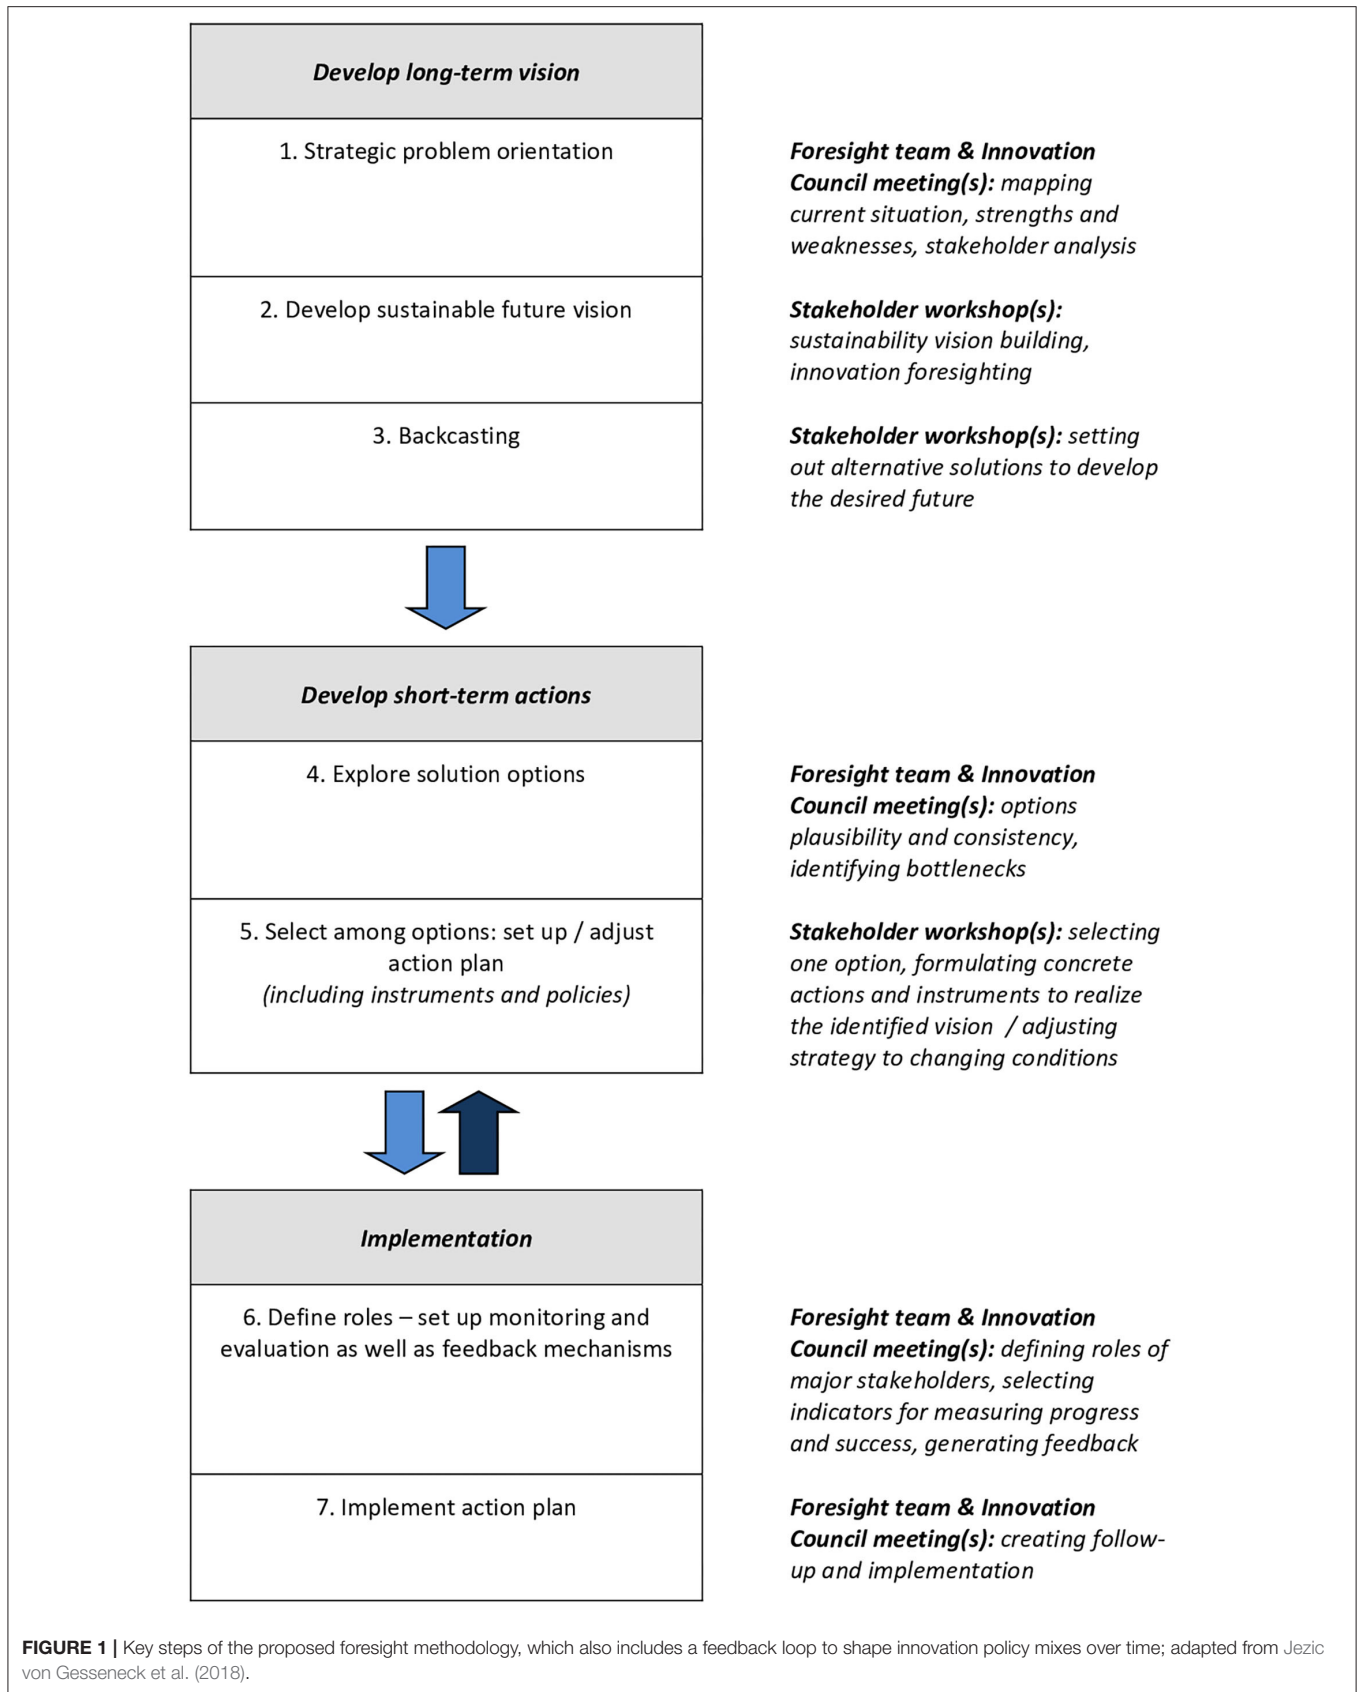 Develop long-term vision
1. Strategic problem orientation
Foresight team & Innovation
Council meeting(s): mapping
current situation, strengths and
weaknesses, stakeholder analysis
2. Develop sustainable future vision
Stakeholder workshop(s):
sustainability vision building,
innovation foresighting
3. Backcasting
Stakeholder workshop(s): setting
out alternative solutions to develop
the desired future
Develop short-term actions
4. Explore solution options
Foresight team & Innovation
Council meeting(s): options
plausibility and consistency,
identifying bottlenecks
5. Select among options: set up / adjust
action plan
(including instruments and policies)
Stakeholder workshop(s): selecting
one option, formulating concrete
actions and instruments to realize
the identified vision / adjusting
strategy to changing conditions
Implementation
6. Define roles – set up monitoring and
evaluation as well as feedback mechanisms
Foresight team & Innovation
Council meeting(s): defining roles of
major stakeholders, selecting
indicators for measuring progress
and success, generating feedback
7. Implement action plan
Foresight team & Innovation
Council meeting(s): creating follow-
up and implementation
FIGURE 1 | Key steps of the proposed foresight methodology, which also includes a feedback loop to shape innovation policy mixes over time; adapted from Jezic
von Gesseneck et al. (2018).